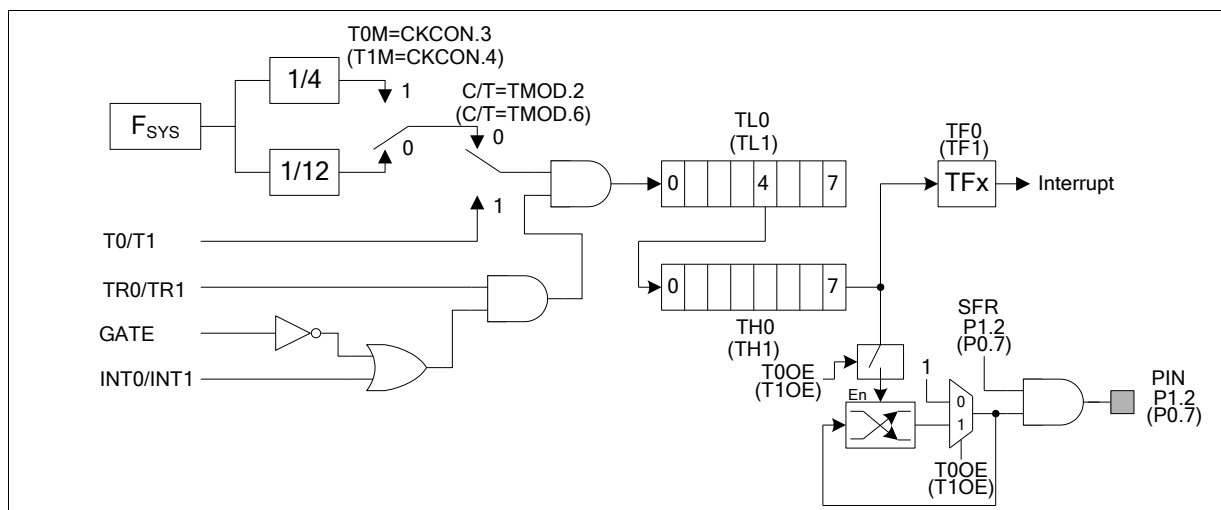 T0M=CKCON.3
(T1M=CKCON.4)
1/4
1
C/T=TMOD.2
(C/T=TMOD.6)
FSYS
0
0
1/12
1
TL0
(TL1)
0 4 7
TF0
(TF1)
TFx
Interrupt
T0/T1
TR0/TR1
0 7
TH0
(TH1)
GATE
INT0/INT1
T0OE
(T1OE)
SFR
P1.2
(P0.7)
1
En
0
1
PIN
P1.2
(P0.7)
T0OE
(T1OE)